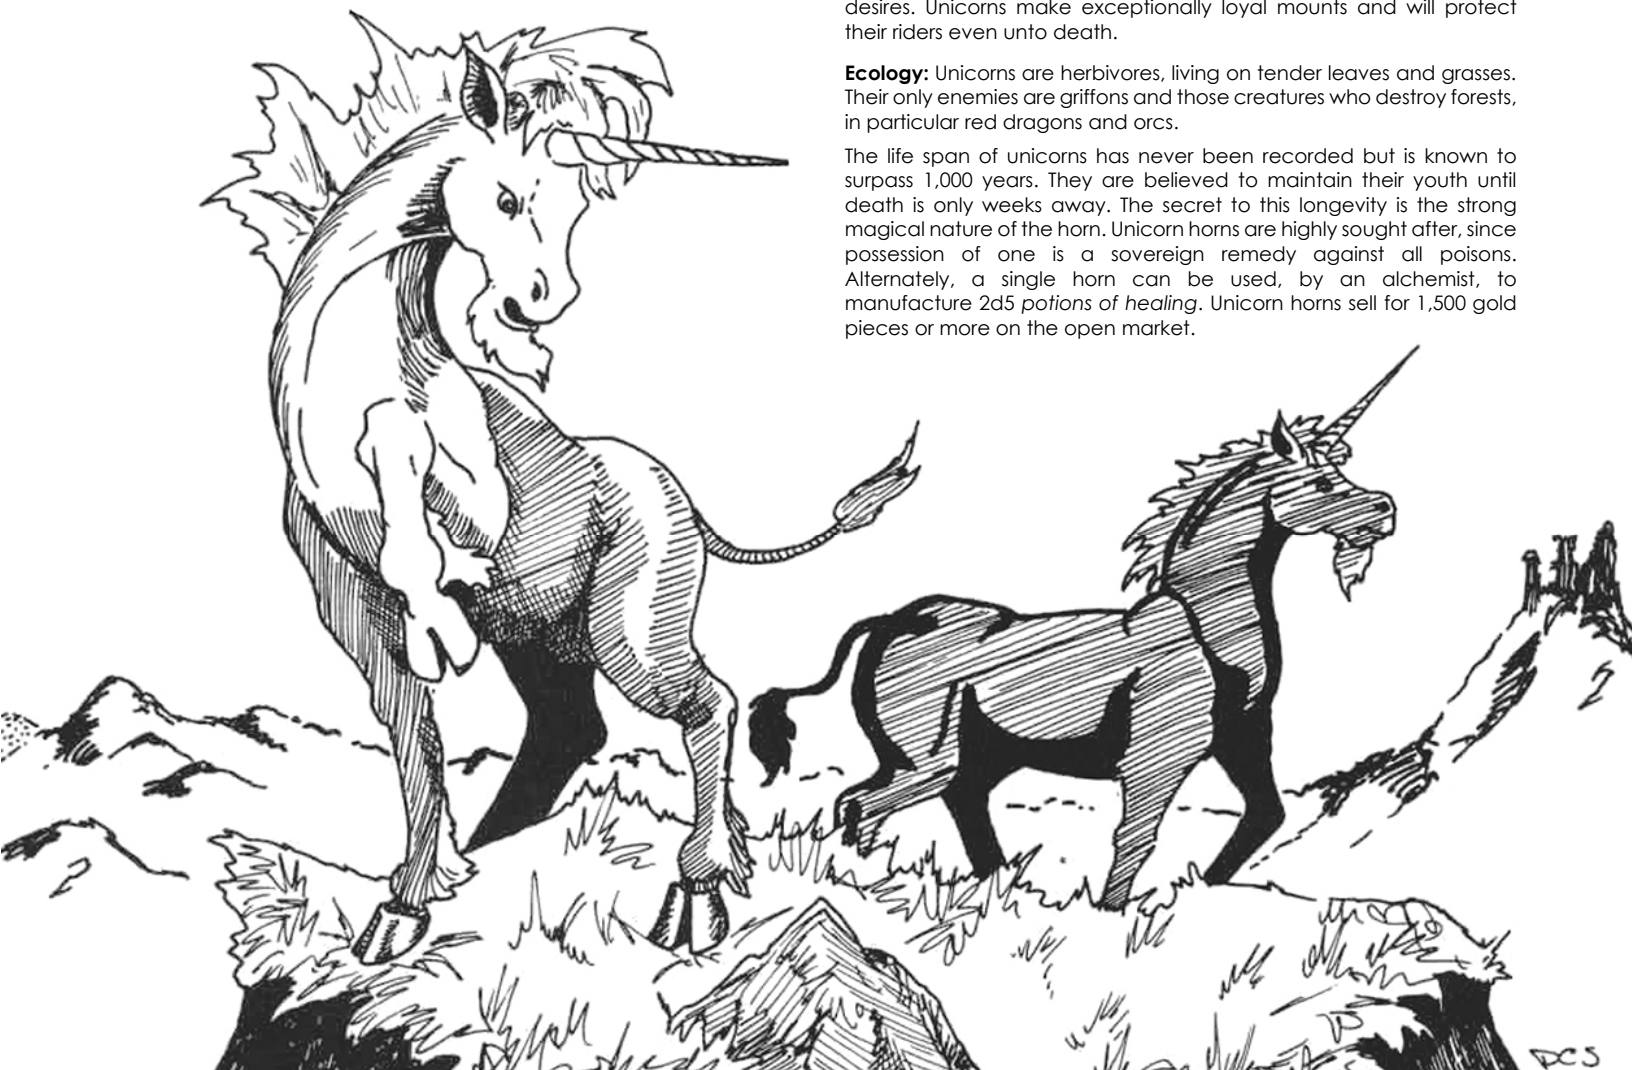 desires. Unicorns make exceptionally loyal mounts and will protect
their riders even unto death.
Ecology: Unicorns are herbivores, living on tender leaves and grasses.
Their only enemies are griffons and those creatures who destroy forests,
in particular red dragons and orcs.
The life span of unicorns has never been recorded but is known to
surpass 1,000 years. They are believed to maintain their youth until
death is only weeks away. The secret to this longevity is the strong
magical nature of the horn. Unicorn horns are highly sought after, since
possession of one is a sovereign remedy against all poisons.
Alternately, a single horn can be used, by an alchemist, to
manufacture 2d5 potions of healing. Unicorn horns sell for 1,500 gold
pieces or more on the open market.
DCS